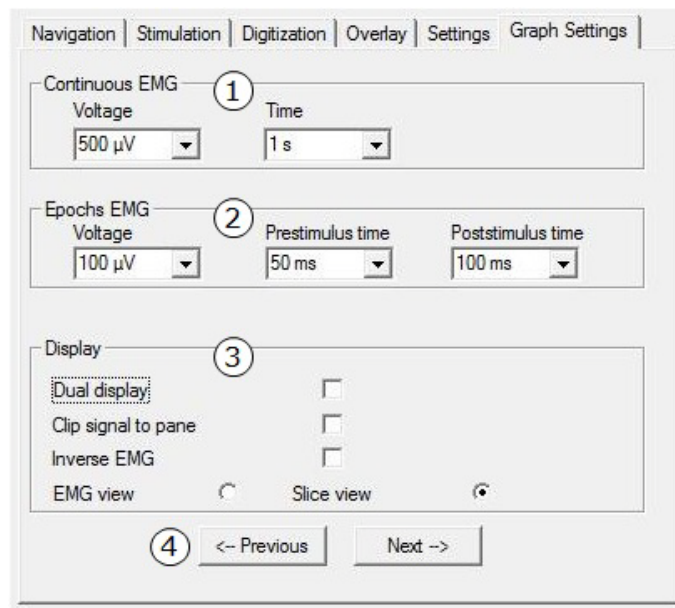 Navigation Stimulation Digitization Overlay Settings Graph Settings
Continuous EMG 1
Voltage Time
500 µV 1 s
Epochs EMG 2
Voltage Prestimulus time Poststimulus time
100 µV 50 ms 100 ms
Display 3
Dual display
Clip signal to pane
Inverse EMG
EMG view Slice view
4 <-- Previous Next -->